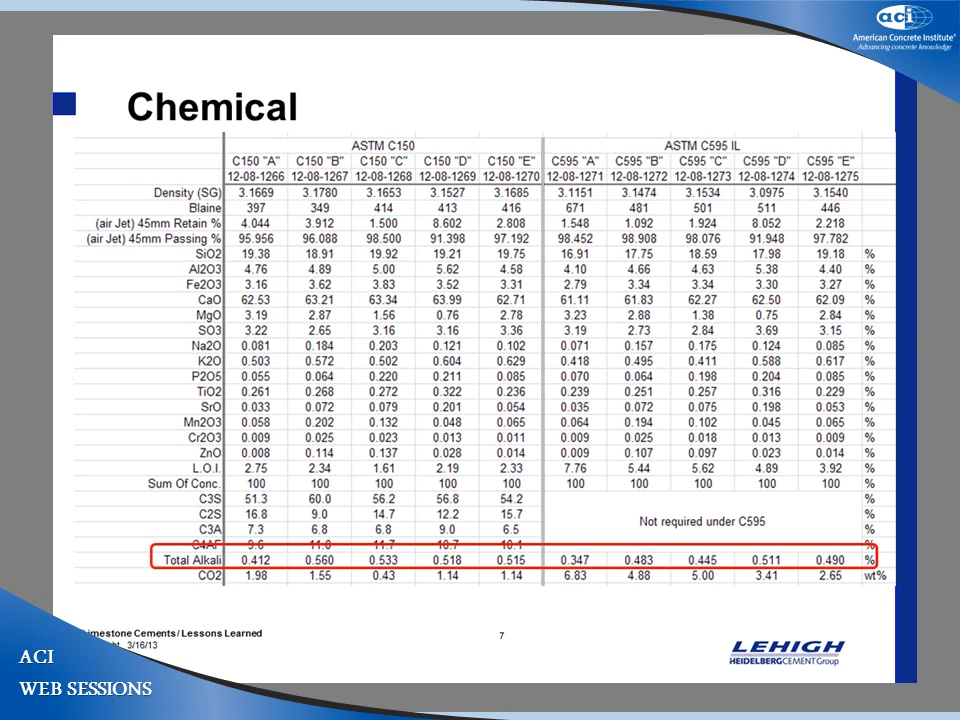 aci
American Concrete Institute®
Advancing concrete knowledge
Chemical
ASTM C150 ASTM C595 IL
C150 "A" C150 "B" C150 "C" C150 "D" C150 "E" C595 "A" C595 "B" C595 "C" C595 "D" C595 "E"
12-08-1266 12-08-1267 12-08-1268 12-08-1269 12-08-1270 12-08-1271 12-08-1272 12-08-1273 12-08-1274 12-08-1275
Density (SG) 3.1669 3.1780 3.1653 3.1527 3.1685 3.1151 3.1474 3.1534 3.0975 3.1540
Blaine 397 349 414 413 416 671 481 501 511 446
(air Jet) 45mm Retain % 4.044 3.912 1.500 8.602 2.808 1.548 1.092 1.924 8.052 2.218
(air Jet) 45mm Passing % 95.956 96.088 98.500 91.398 97.192 98.452 98.908 98.076 91.948 97.782
SiO2 19.38 18.91 19.92 19.21 19.75 16.91 17.75 18.59 17.98 19.18 %
Al2O3 4.76 4.89 5.00 5.62 4.58 4.10 4.66 4.63 5.38 4.40 %
Fe2O3 3.16 3.62 3.83 3.52 3.31 2.79 3.34 3.34 3.30 3.27 %
CaO 62.53 63.21 63.34 63.99 62.71 61.11 61.83 62.27 62.50 62.09 %
MgO 3.19 2.87 1.56 0.76 2.78 3.23 2.88 1.38 0.75 2.84 %
SO3 3.22 2.65 3.16 3.16 3.36 3.19 2.73 2.84 3.69 3.15 %
Na2O 0.081 0.184 0.203 0.121 0.102 0.071 0.157 0.175 0.124 0.085 %
K2O 0.503 0.572 0.502 0.604 0.629 0.418 0.495 0.411 0.588 0.617 %
P2O5 0.055 0.064 0.220 0.211 0.085 0.070 0.064 0.198 0.204 0.085 %
TiO2 0.261 0.268 0.272 0.322 0.236 0.239 0.251 0.257 0.316 0.229 %
SrO 0.033 0.072 0.079 0.201 0.054 0.035 0.072 0.075 0.198 0.053 %
Mn2O3 0.058 0.202 0.132 0.048 0.065 0.064 0.194 0.102 0.045 0.065 %
Cr2O3 0.009 0.025 0.023 0.013 0.011 0.009 0.025 0.018 0.013 0.009 %
ZnO 0.008 0.114 0.137 0.028 0.014 0.009 0.107 0.097 0.023 0.014 %
L.O.I. 2.75 2.34 1.61 2.19 2.33 7.76 5.44 5.62 4.89 3.92 %
Sum Of Conc. 100 100 100 100 100 100 100 100 100 100 %
C3S 51.3 60.0 56.2 56.8 54.2 %
C2S 16.8 9.0 14.7 12.2 15.7 %
Not required under C595
C3A 7.3 6.8 6.8 9.0 6.5 %
C4AF 9.6 11.0 11.7 10.7 10.1 %
Total Alkali 0.412 0.560 0.533 0.518 0.515 0.347 0.483 0.445 0.511 0.490 %
CO2 1.98 1.55 0.43 1.14 1.14 6.83 4.88 5.00 3.41 2.65 wt%
Limestone Cements / Lessons Learned
3/16/13
7
LEHIGH
HEIDELBERGCEMENT Group
ACI
WEB SESSIONS